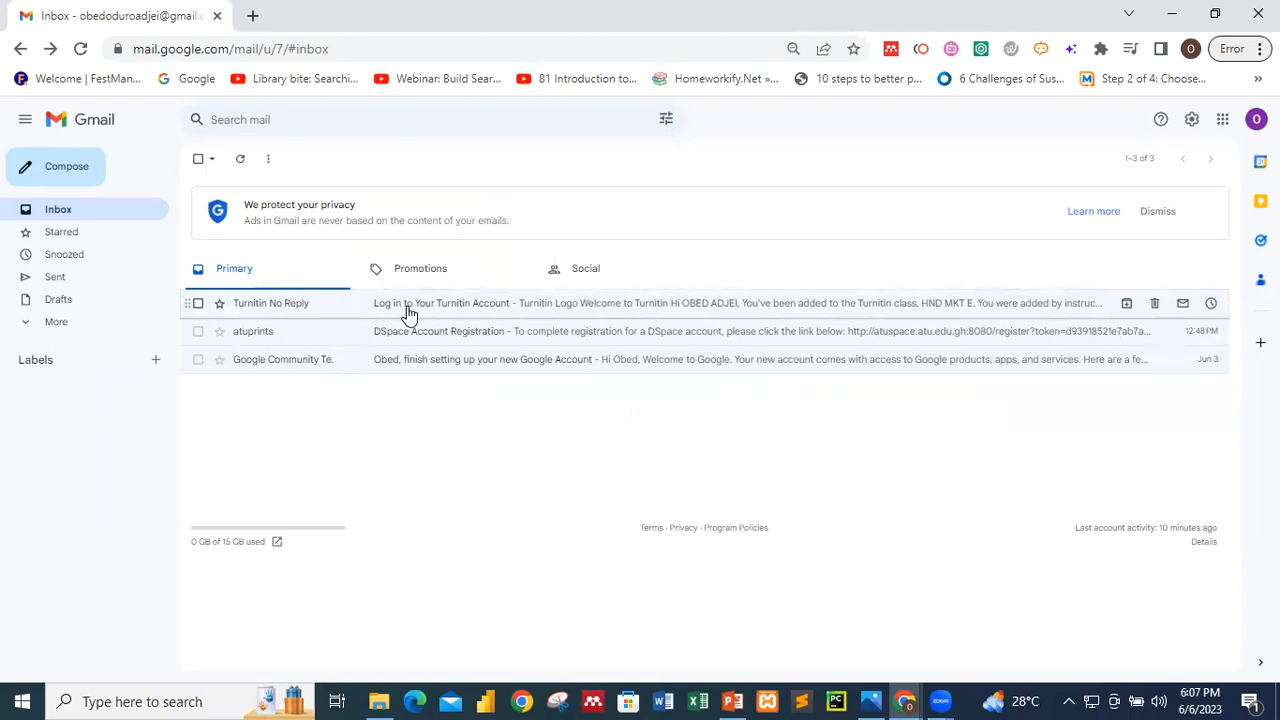 Inbox - obedoduroadjei@gmail.c
mail.google.com/mail/u/7/#inbox
O
Error
Welcome | FestMan...
Google
Library bite: Searchi...
Webinar: Build Sear...
81 Introduction to...
Homeworkify.Net »...
10 steps to better p...
6 Challenges of Sus...
Step 2 of 4: Choose...
»
Gmail
Search mail
O
Compose
1–3 of 3
Inbox
Starred
Snoozed
Sent
Drafts
More
Labels
We protect your privacy
Ads in Gmail are never based on the content of your emails.
Learn more
Dismiss
Primary
Promotions
Social
Turnitin No Reply Log in to Your Turnitin Account - Turnitin Logo Welcome to Turnitin Hi OBED ADJEI, You've been added to the Turnitin class, HND MKT E. You were added by instruc...
atuprints DSpace Account Registration - To complete registration for a DSpace account, please click the link below: http://atuspace.atu.edu.gh:8080/register?token=d93918521e7ab7a... 12:48 PM
Google Community Te. Obed, finish setting up your new Google Account - Hi Obed, Welcome to Google. Your new account comes with access to Google products, apps, and services. Here are a fe... Jun 3
Terms · Privacy · Program Policies
Last account activity: 10 minutes ago
0 GB of 15 GB used
Details
Type here to search
28°C
6:07 PM
6/6/2023